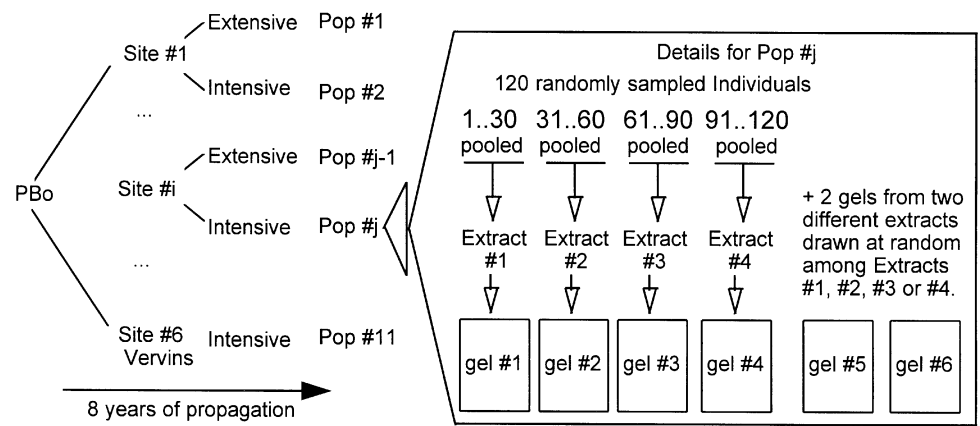 Extensive Pop #1
Site #1
Intensive Pop #2
...
Extensive Pop #j-1
PBo
Site #i
Intensive Pop #j
...
Site #6
Vervins
Intensive Pop #11
8 years of propagation
Details for Pop #j
120 randomly sampled Individuals
1..30 31..60 61..90 91..120
pooled pooled pooled pooled
Extract Extract Extract Extract
#1 #2 #3 #4
+ 2 gels from two
different extracts
drawn at random
among Extracts
#1, #2, #3 or #4.
gel #1 gel #2 gel #3 gel #4 gel #5 gel #6